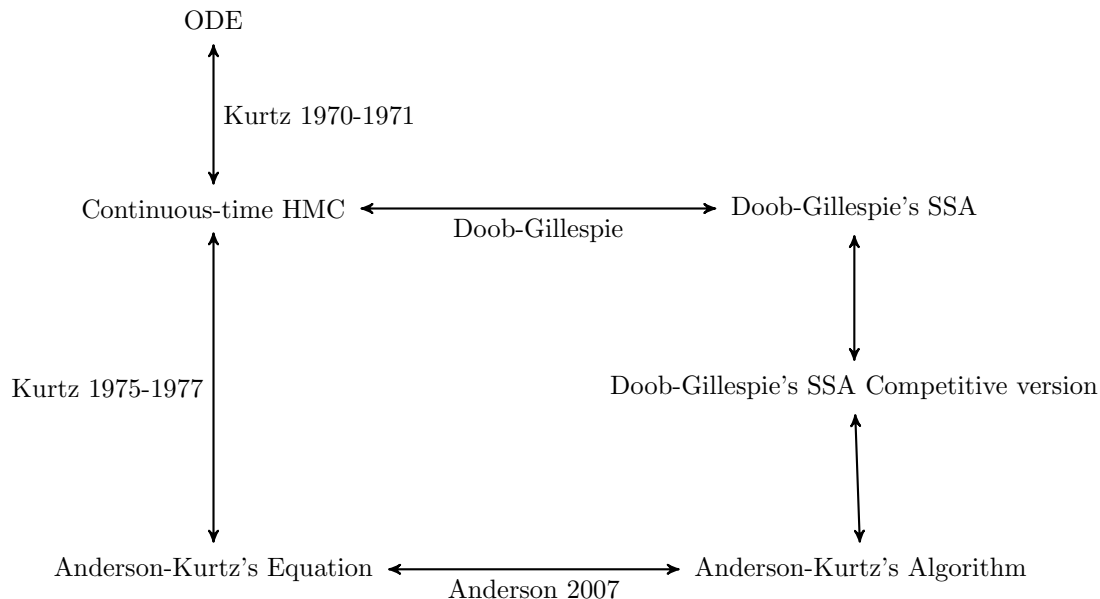 ODE
Kurtz 1970-1971
Continuous-time HMC
Doob-Gillespie's SSA
Doob-Gillespie
Kurtz 1975-1977
Doob-Gillespie's SSA Competitive version
Anderson-Kurtz's Equation
Anderson-Kurtz's Algorithm
Anderson 2007